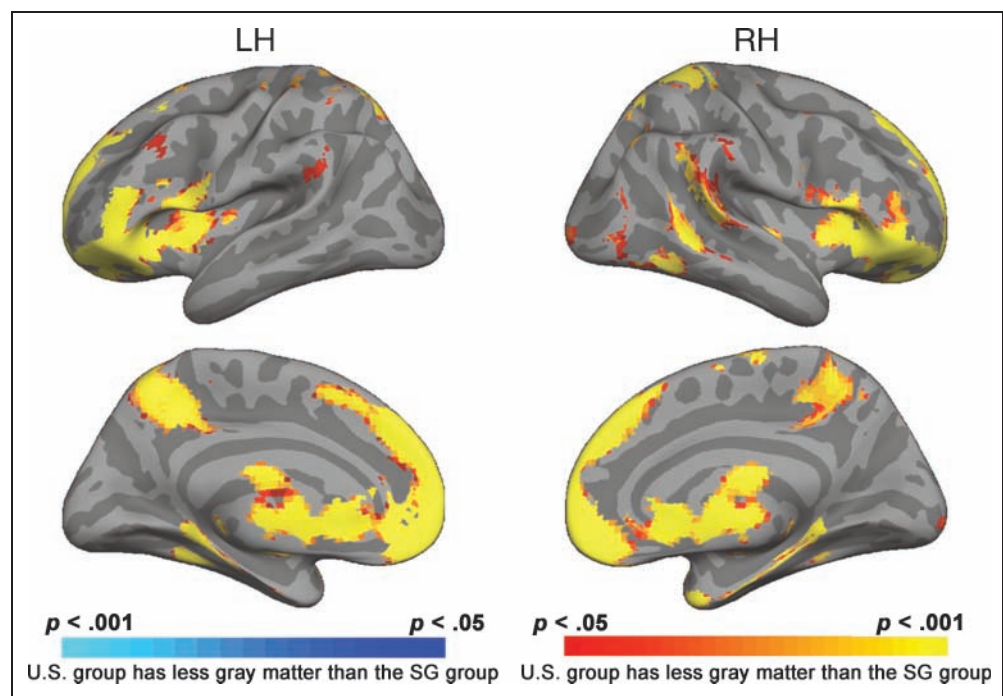 LH RH
p < .001 p < .05 p < .05 p < .001
U.S. group has less gray matter than the SG group U.S. group has less gray matter than the SG group